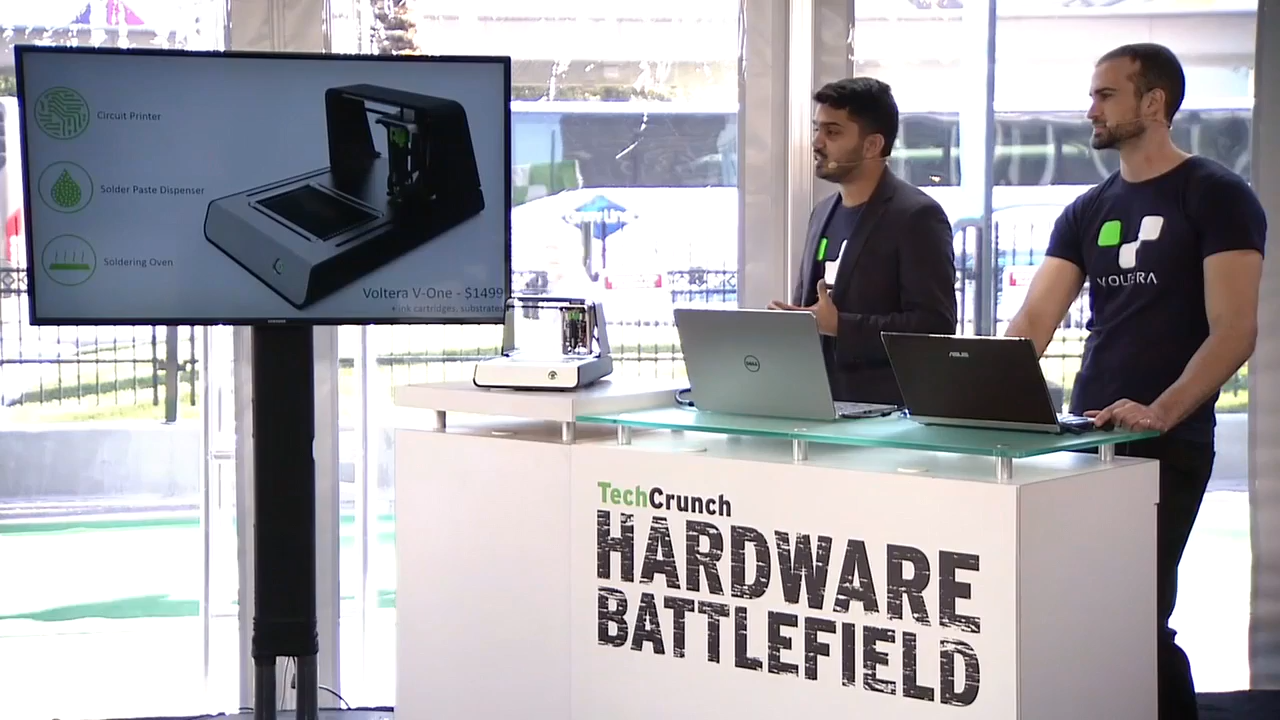 Circuit Printer
Solder Paste Dispenser
Soldering Oven
Voltera V-One - $1499
+ ink cartridges, substrates
SAMSUNG
DELL
ASUS
VOLTERA
TechCrunch
HARDWARE
BATTLEFIELD